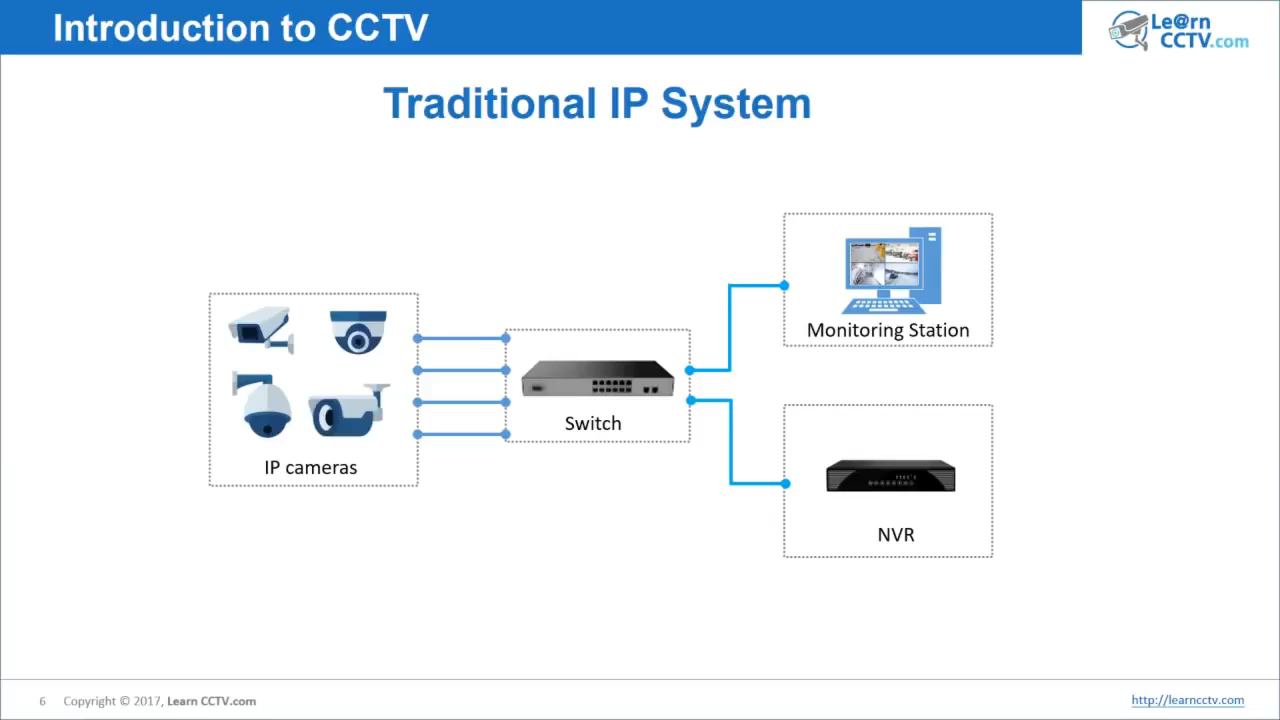 Introduction to CCTV
Le@rn
CCTV.com
Traditional IP System
Monitoring Station
Switch
IP cameras
NVR
6 Copyright © 2017, Learn CCTV.com
http://learncctv.com